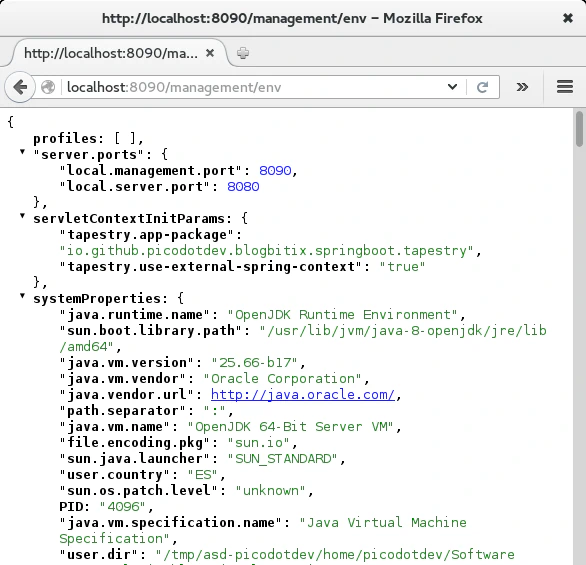 http://localhost:8090/management/env – Mozilla Firefox
http://localhost:8090/ma...
localhost:8090/management/env
{
profiles: [ ],
"server.ports": {
"local.management.port": 8090,
"local.server.port": 8080
},
servletContextInitParams: {
"tapestry.app-package":
"io.github.picodotdev.blogbitix.springboot.tapestry",
"tapestry.use-external-spring-context": "true"
},
systemProperties: {
"java.runtime.name": "OpenJDK Runtime Environment",
"sun.boot.library.path": "/usr/lib/jvm/java-8-openjdk/jre/lib
/amd64",
"java.vm.version": "25.66-b17",
"java.vm.vendor": "Oracle Corporation",
"java.vendor.url": http://java.oracle.com/,
"path.separator": ":",
"java.vm.name": "OpenJDK 64-Bit Server VM",
"file.encoding.pkg": "sun.io",
"sun.java.launcher": "SUN_STANDARD",
"user.country": "ES",
"sun.os.patch.level": "unknown",
PID: "4096",
"java.vm.specification.name": "Java Virtual Machine
Specification",
"user.dir": "/tmp/asd-picodotdev/home/picodotdev/Software